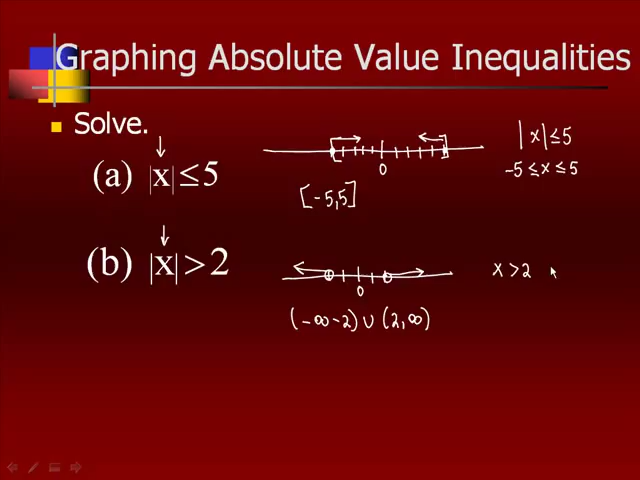 Graphing Absolute Value Inequalities
Solve.
(a) |x| ≤ 5
0
[-5,5]
|x| ≤ 5
-5 ≤ x ≤ 5
(b) |x| > 2
0
(-∞ -2) ∪ (2,∞)
x > 2